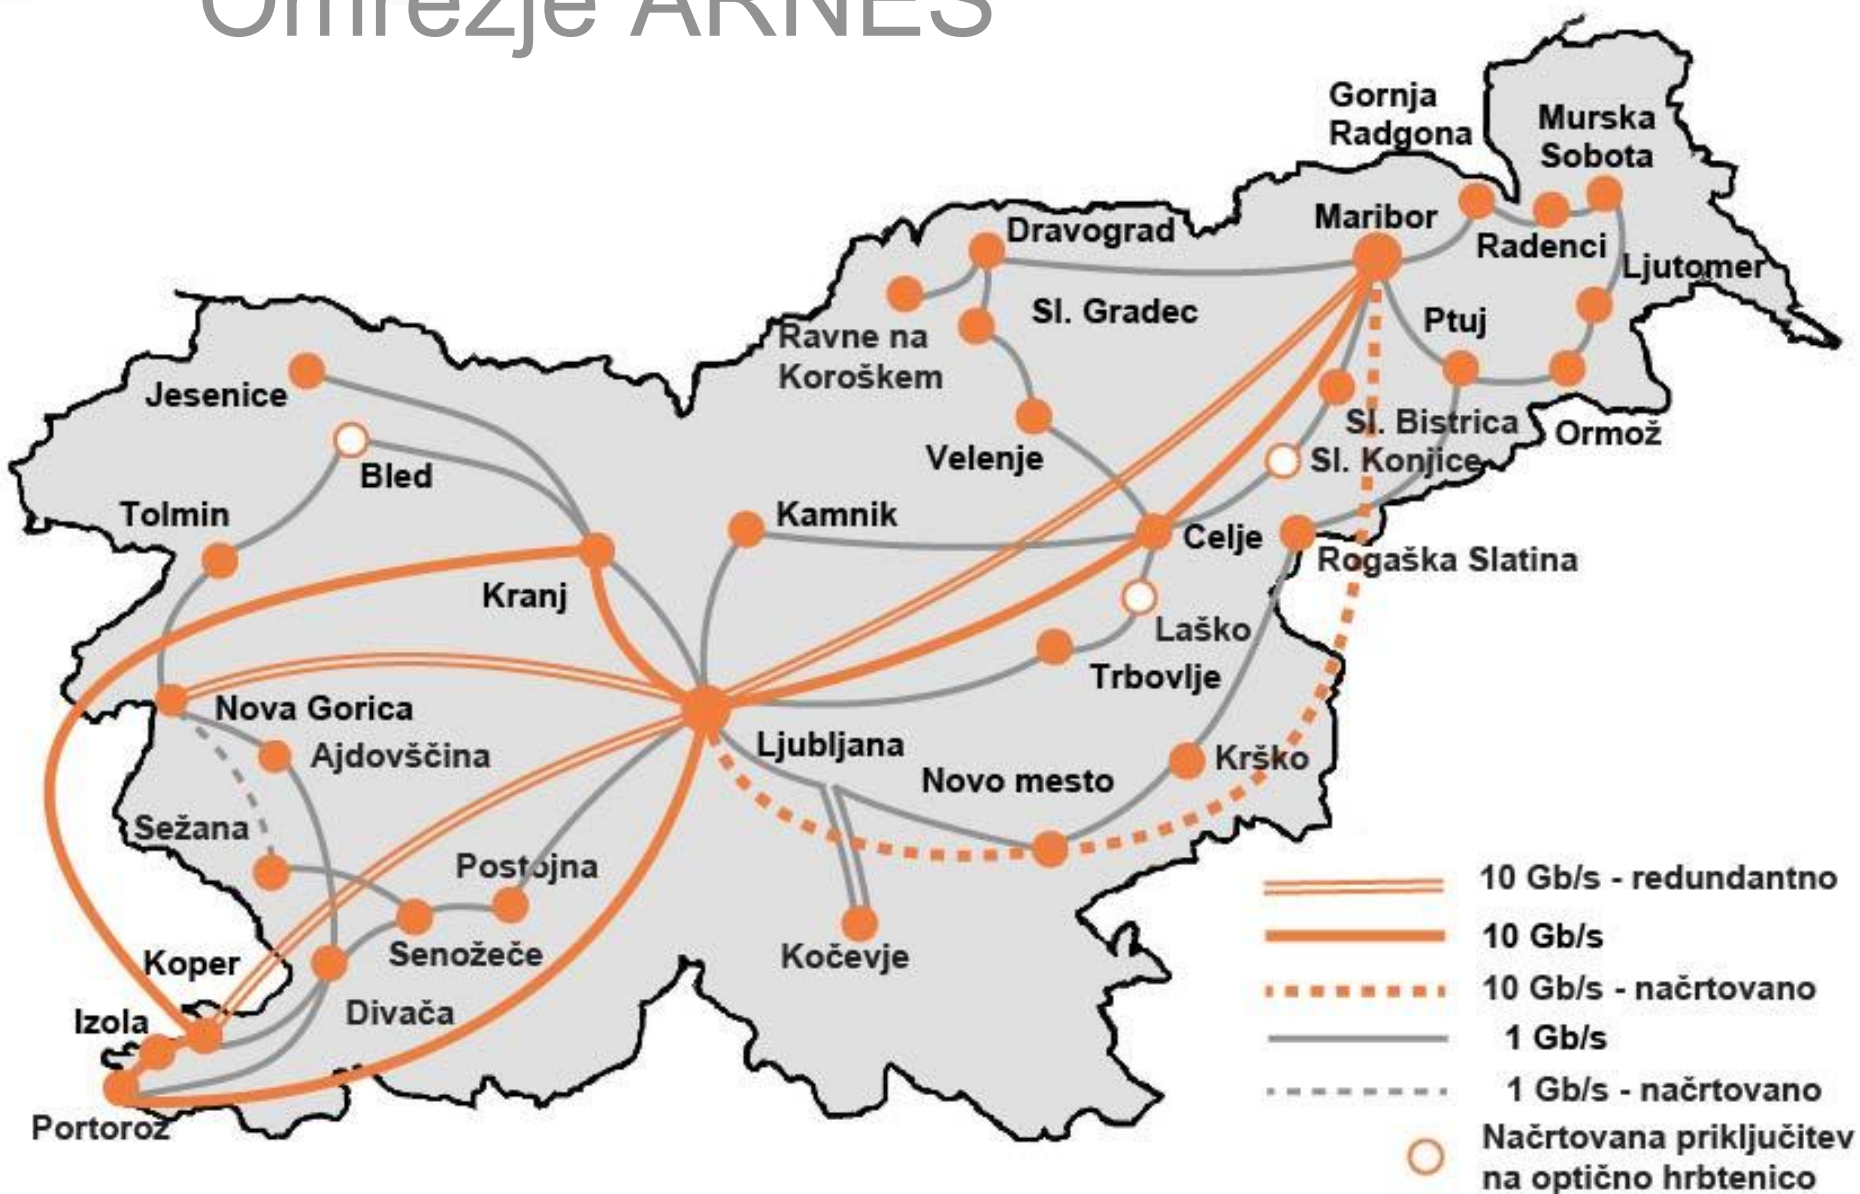 Omrežje ARNES
Gornja
Radgona
Murska
Sobota
Maribor
Dravograd
Radenci
Ljutomer
Sl. Gradec
Ptuj
Ravne na
Koroškem
Jesenice
Sl. Bistrica
Ormož
Velenje
Sl. Konjice
Bled
Tolmin
Kamnik
Celje
Rogaška Slatina
Kranj
Laško
Trbovlje
Nova Gorica
Ljubljana
Ajdovščina
Krško
Novo mesto
Sežana
Postojna
Senožeče
Kočevje
Koper
Divača
Izola
Portorož
10 Gb/s - redundantno
10 Gb/s
10 Gb/s - načrtovano
1 Gb/s
1 Gb/s - načrtovano
Načrtovana priključitev
na optično hrbtenico